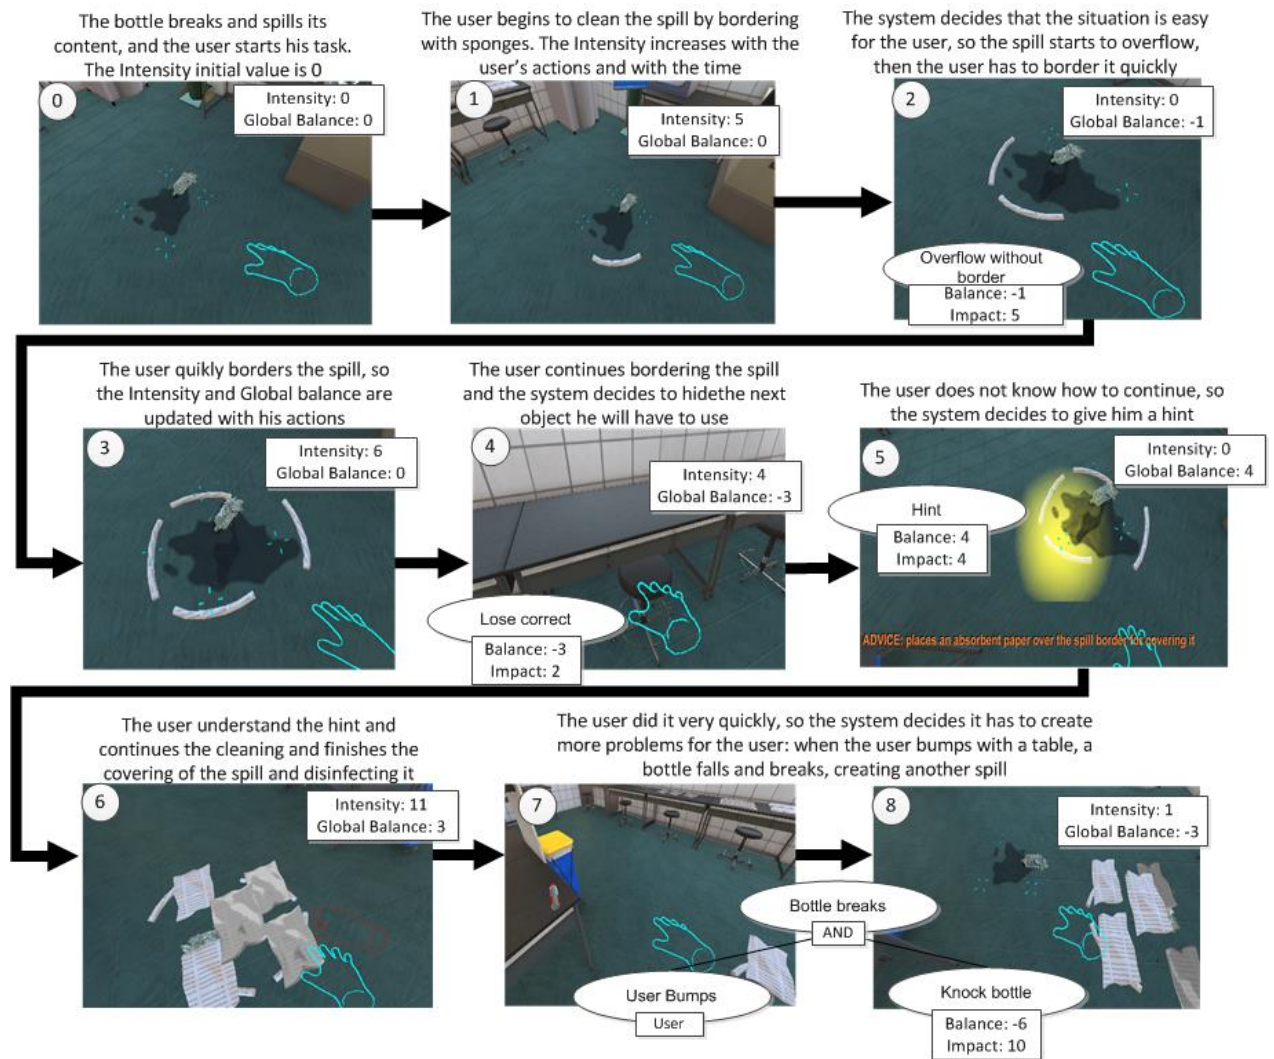 The bottle breaks and spills its
content, and the user starts his task.
The Intensity initial value is 0
0
Intensity: 0
Global Balance: 0
The user begins to clean the spill by bordering
with sponges. The Intensity increases with the
user's actions and with the time
1
Intensity: 5
Global Balance: 0
The system decides that the situation is easy
for the user, so the spill starts to overflow,
then the user has to border it quickly
2
Intensity: 0
Global Balance: -1
Overflow without
border
Balance: -1
Impact: 5
The user quikly borders the spill, so
the Intensity and Global balance are
updated with his actions
3
Intensity: 6
Global Balance: 0
The user continues bordering the spill
and the system decides to hidethe next
object he will have to use
4
Intensity: 4
Global Balance: -3
Lose correct
Balance: -3
Impact: 2
The user does not know how to continue, so
the system decides to give him a hint
5
Intensity: 0
Global Balance: 4
Hint
Balance: 4
Impact: 4
ADVICE: places an absorbent paper over the spill border for covering it
The user understand the hint and
continues the cleaning and finishes the
covering of the spill and disinfecting it
6
Intensity: 11
Global Balance: 3
The user did it very quickly, so the system decides it has to create
more problems for the user: when the user bumps with a table, a
bottle falls and breaks, creating another spill
7
8
Intensity: 1
Global Balance: -3
Bottle breaks
AND
User Bumps
User
Knock bottle
Balance: -6
Impact: 10